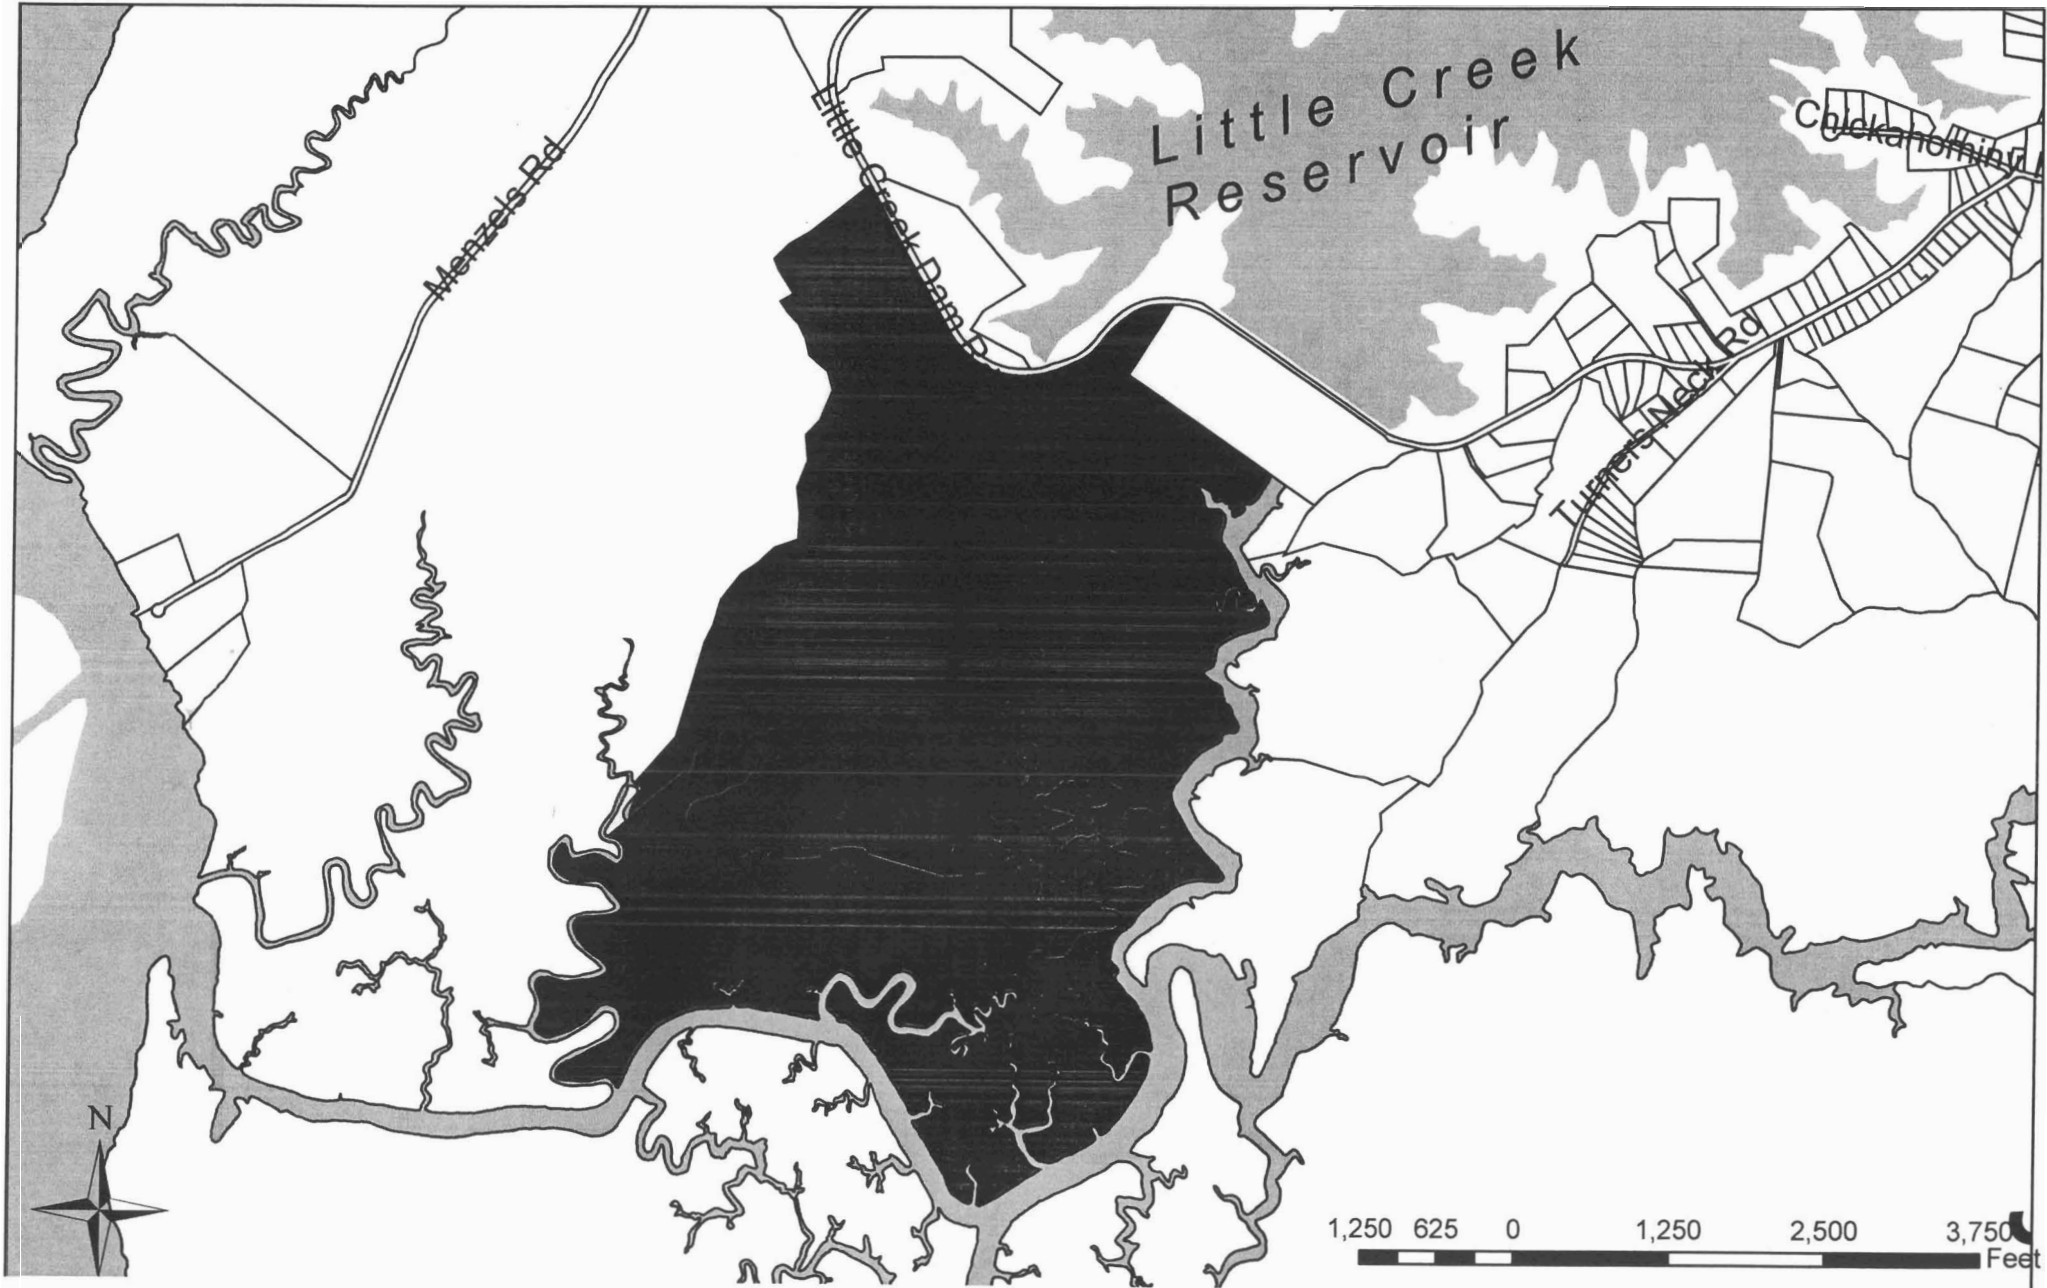 Little Creek
Reservoir
Chickahominy
Menzels Rd
Little Creek Dam
Turners Neck Rd
N
1,250 625 0 1,250 2,500 3,750
Feet